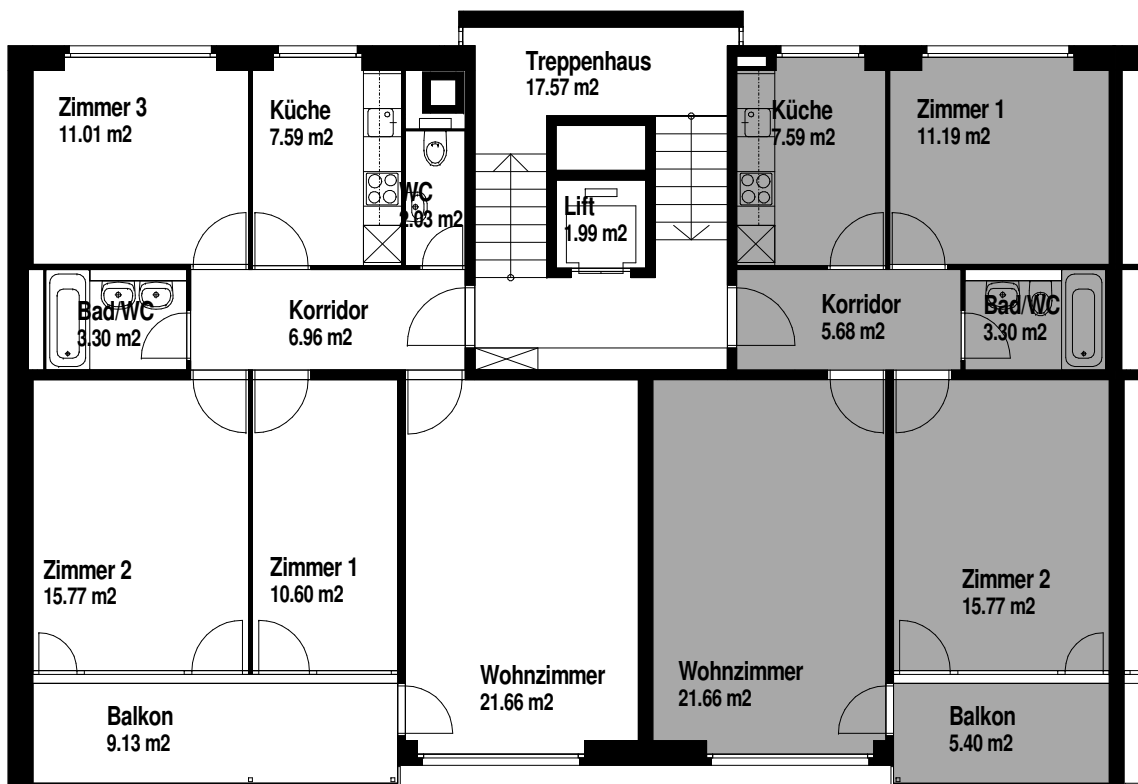 Treppenhaus
17.57 m2
Zimmer 3
11.01 m2
Küche
7.59 m2
Küche
7.59 m2
Zimmer 1
11.19 m2
WC
2.03 m2
Lift
1.99 m2
Bad/WC
3.30 m2
Korridor
6.96 m2
Korridor
5.68 m2
Bad/WC
3.30 m2
Zimmer 2
15.77 m2
Zimmer 1
10.60 m2
Zimmer 2
15.77 m2
Wohnzimmer
21.66 m2
Wohnzimmer
21.66 m2
Balkon
9.13 m2
Balkon
5.40 m2